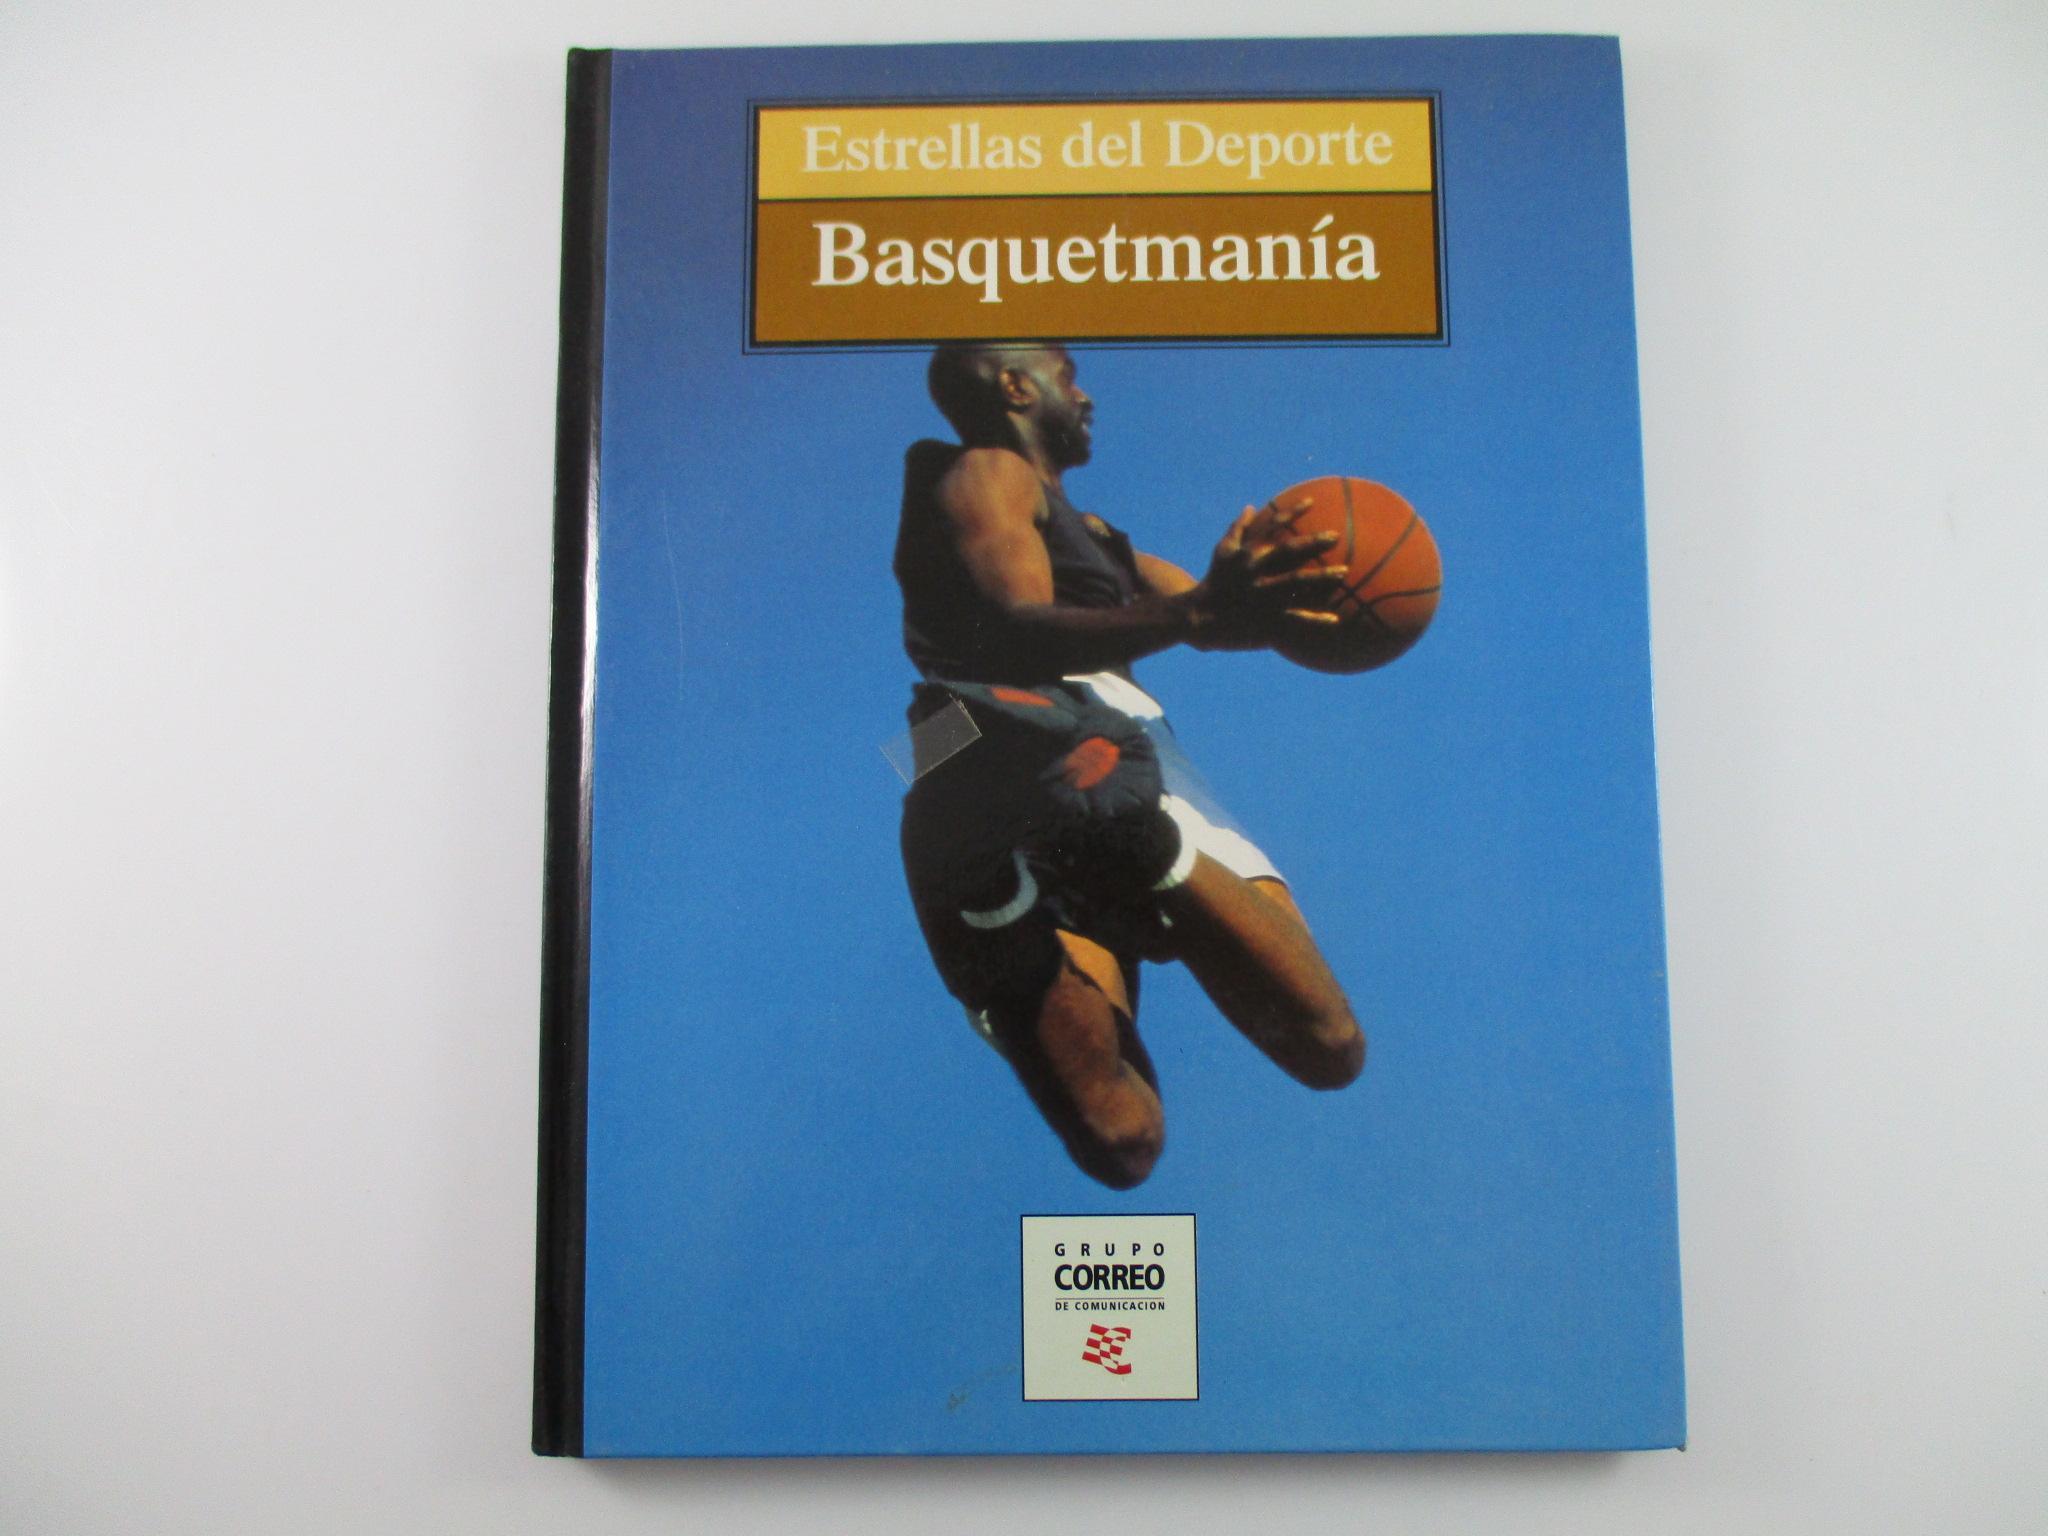 Estrellas del Deporte
Basquetmanía
GRUPO
CORREO
DE COMUNICACION